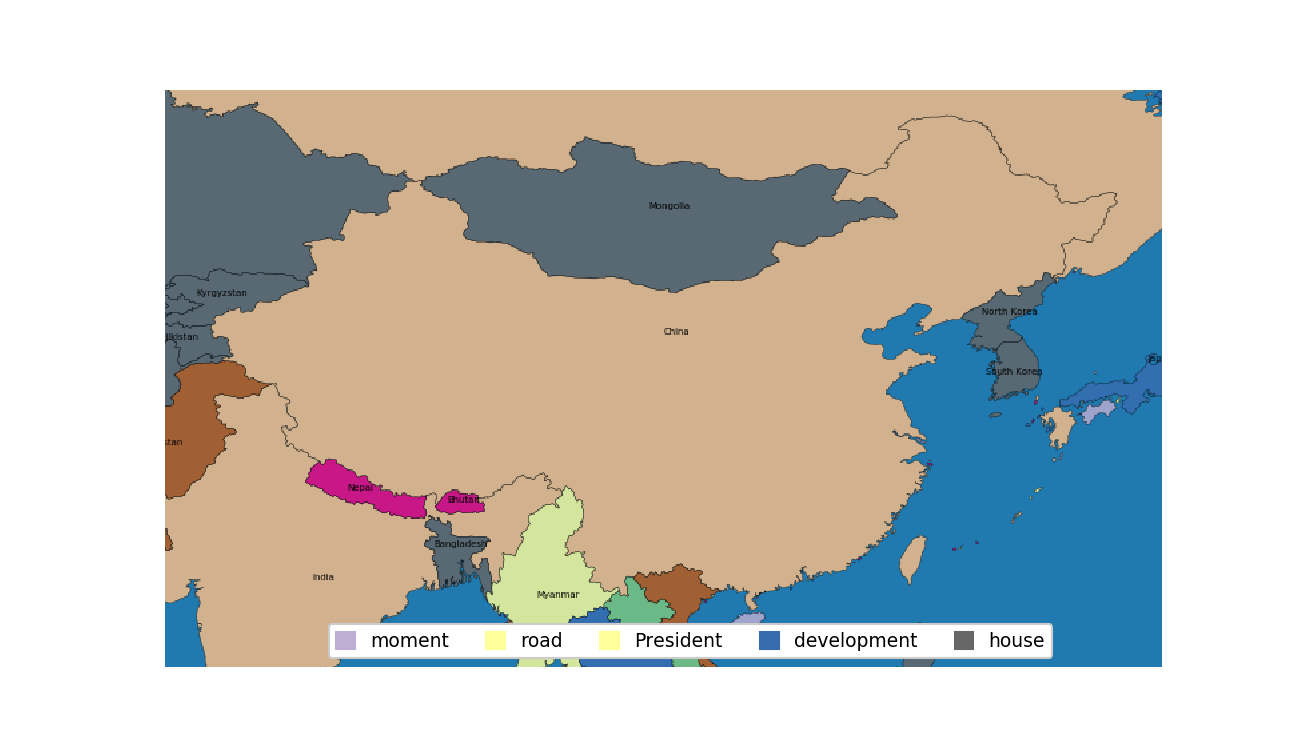 Mongolia
Kyrgyzstan
North Korea
China
jikistan
Jap
South Korea
stan
Nepal
Bhutan
Bangladesh
India
Myanmar
moment road President development house